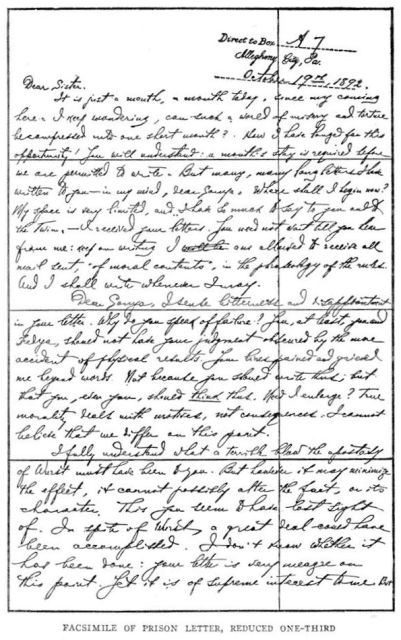 Direct to Box A 7
Allegheny City, Pa.
October 19th, 1892.
Dear Sister:
It is just a month, a month today, since my coming
here. I keep wondering, can such a world of misery and torture
be compressed into one short month? How I have longed for this
opportunity! You will understand: a month's stay is required before
we are permitted to write. But many, many long letters I have
written to you—in my mind, dear Sonya. Where shall I begin now?
My space is very limited, and I have so much to say to you and to
the Twin.—I received your letters. You need not wait till you hear
from me: keep on writing. I am allowed to receive all
mail sent, "of moral contents", in the phraseology of the rules.
And I shall write whenever I may.
Dear Sonya, I sense bitterness and disappointment
in your letter. Why do you speak of failure? You, at least, you and
Fedya, should not have your judgment obscured by the mere
accident of physical results. Your lines pained and grieved
me beyond words. Not because you should write thus; but
that you, even you, should think thus. Need I enlarge? True
morality deals with motives, not consequences. I cannot
believe that we differ on this point.
I fully understand what a terrible blow the apostasy
of Wurst must have been to you. But however it may minimize
the effect, it cannot possibly alter the fact, or its
character. This you seem to have lost sight
of. In spite of Wurst, a great deal could have
been accomplished. I don't know whether it
has been done: your letter is very meagre on
this point. Yet it is of supreme interest to me. But
FACSIMILE OF PRISON LETTER, REDUCED ONE-THIRD